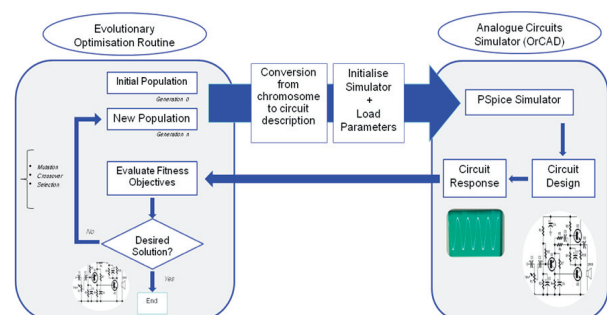 Evolutionary
Optimisation Routine
Analogue Circuits
Simulator (OrCAD)
Initial Population
Generation 0
New Population
Generation n
Conversion
from
chromosome
to circuit
description
Initialise
Simulator
+
Load
Parameters
PSpice Simulator
• Mutation
• Crossover
• Selection
Evaluate Fitness
Objectives
Circuit
Response
Circuit
Design
No
Desired
Solution?
Yes
End